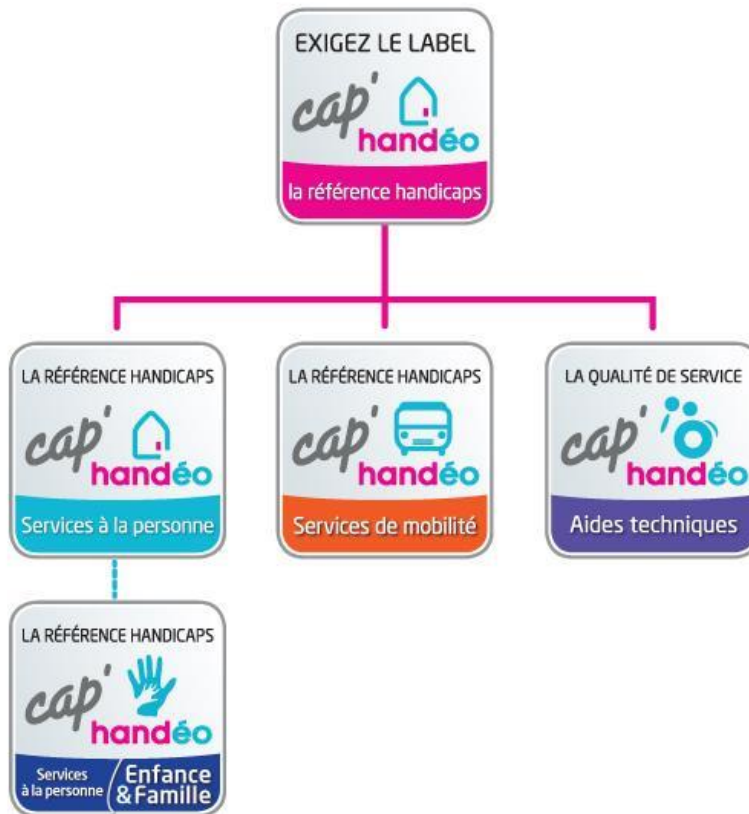 EXIGEZ LE LABEL
cap'
handéo
la référence handicaps
LA RÉFÉRENCE HANDICAPS
cap'
handéo
Services à la personne
LA RÉFÉRENCE HANDICAPS
cap'
handéo
Services de mobilité
LA QUALITÉ DE SERVICE
cap'
handéo
Aides techniques
LA RÉFÉRENCE HANDICAPS
cap'
handéo
Services
à la personne
Enfance
&Famille